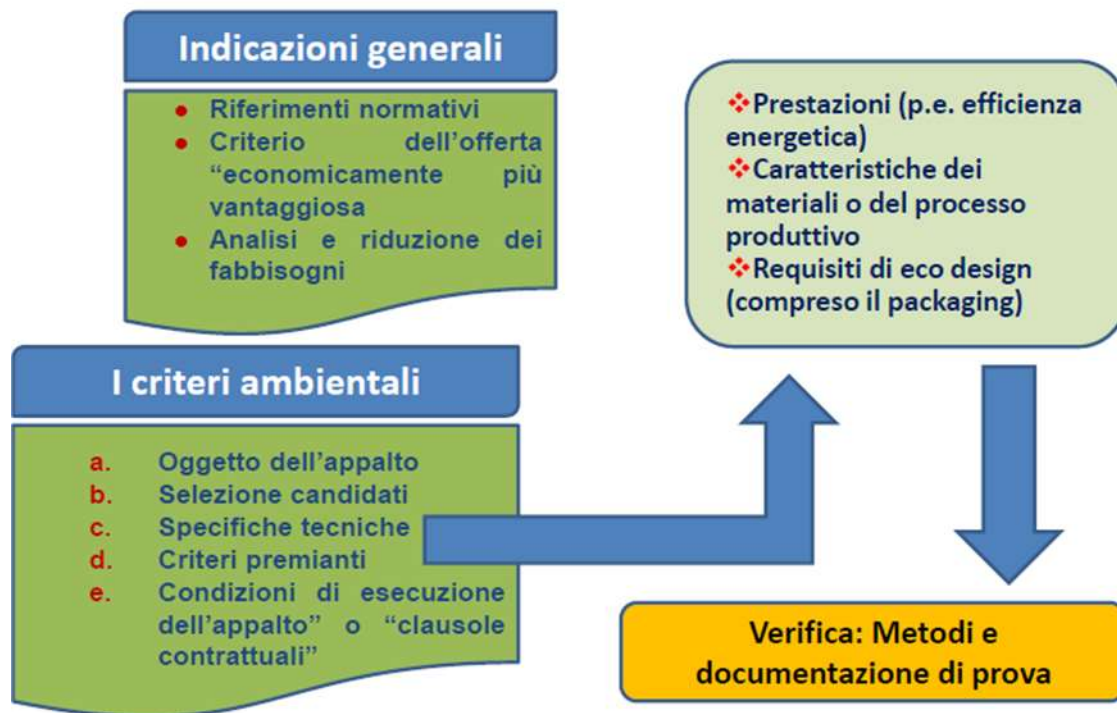 Indicazioni generali
● Riferimenti normativi
● Criterio dell’offerta
“economicamente più
vantaggiosa
● Analisi e riduzione dei
fabbisogni
I criteri ambientali
a. Oggetto dell’appalto
b. Selezione candidati
c. Specifiche tecniche
d. Criteri premianti
e. Condizioni di esecuzione
dell’appalto” o “clausole
contrattuali”
❖Prestazioni (p.e. efficienza
energetica)
❖Caratteristiche dei
materiali o del processo
produttivo
❖Requisiti di eco design
(compreso il packaging)
Verifica: Metodi e
documentazione di prova